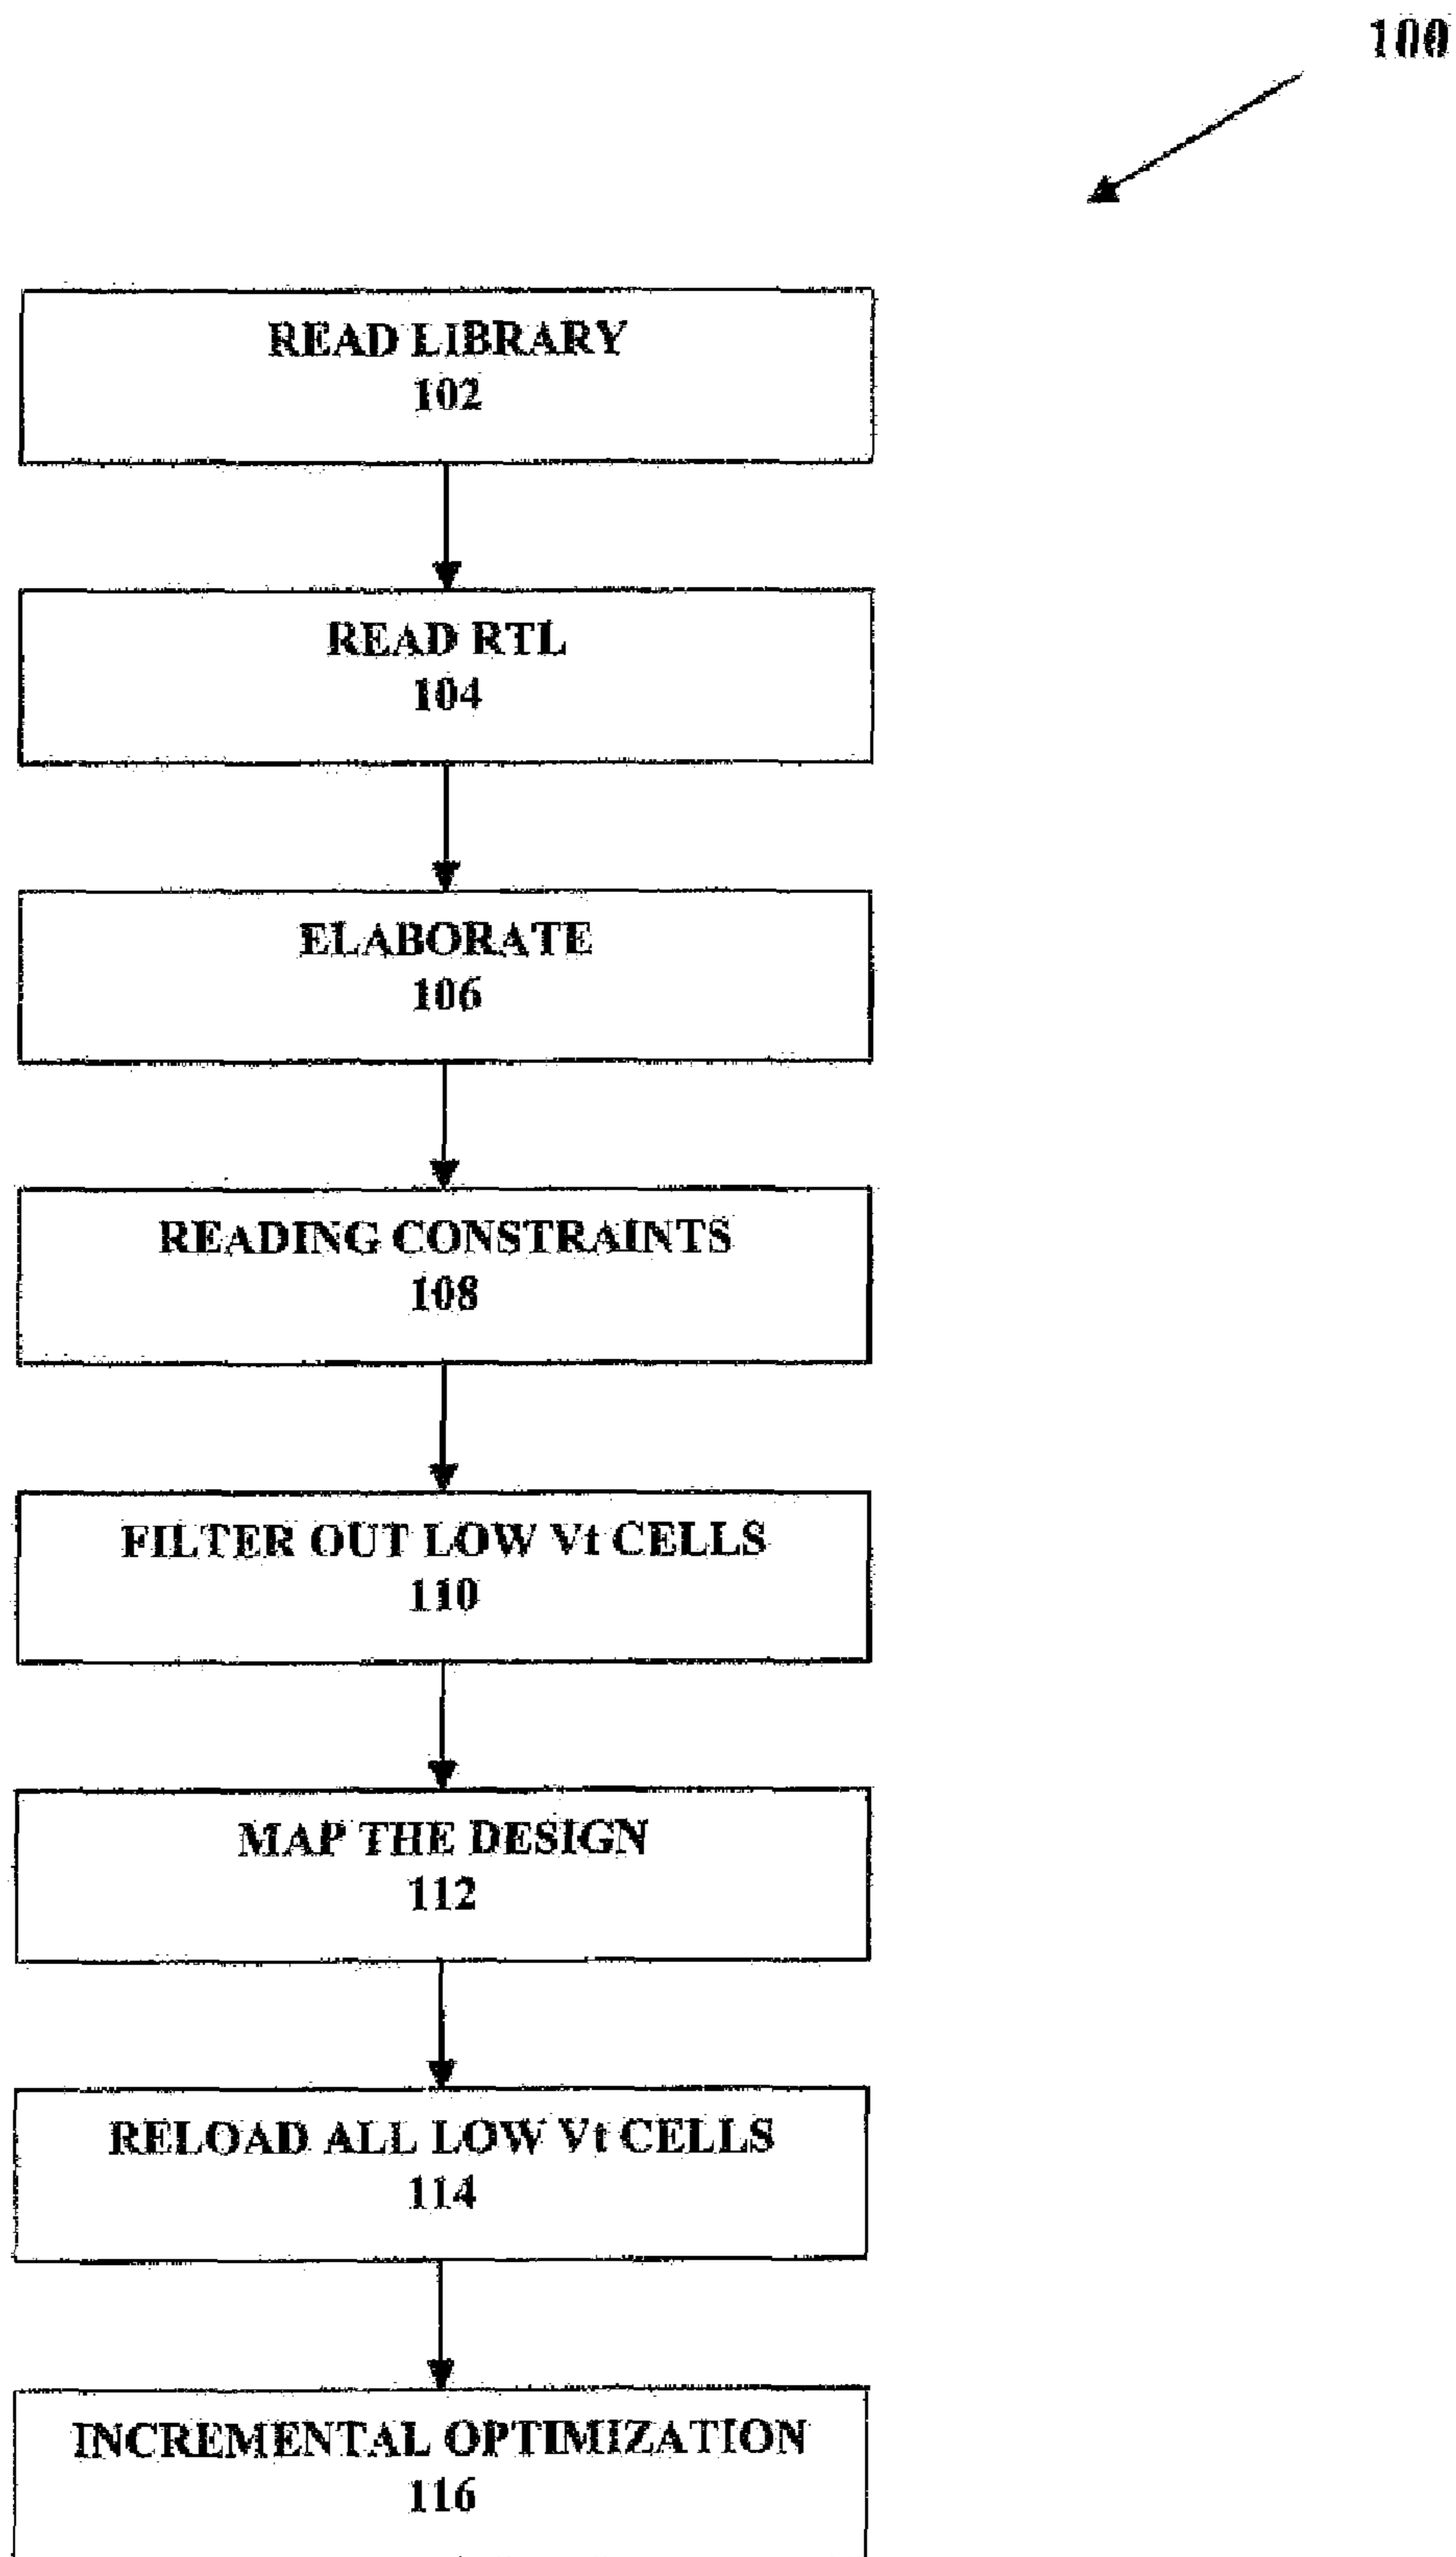 100
READ LIBRARY
102
READ RTL
104
ELABORATE
106
READING CONSTRAINTS
108
FILTER OUT LOW Vt CELLS
110
MAP THE DESIGN
112
RELOAD ALL LOW Vt CELLS
114
INCREMENTAL OPTIMIZATION
116